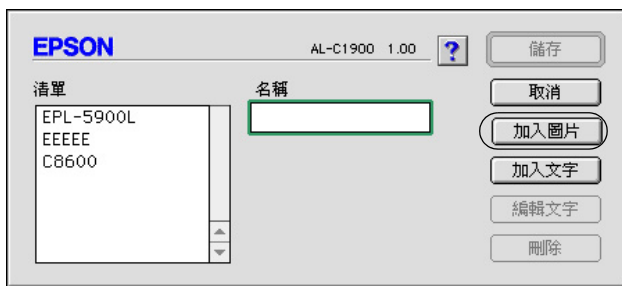 EPSON
AL-C1900 1.00
?
儲存
清單
名稱
取消
EPL-5900L
EEEEE
C8600
加入圖片
加入文字
編輯文字
刪除